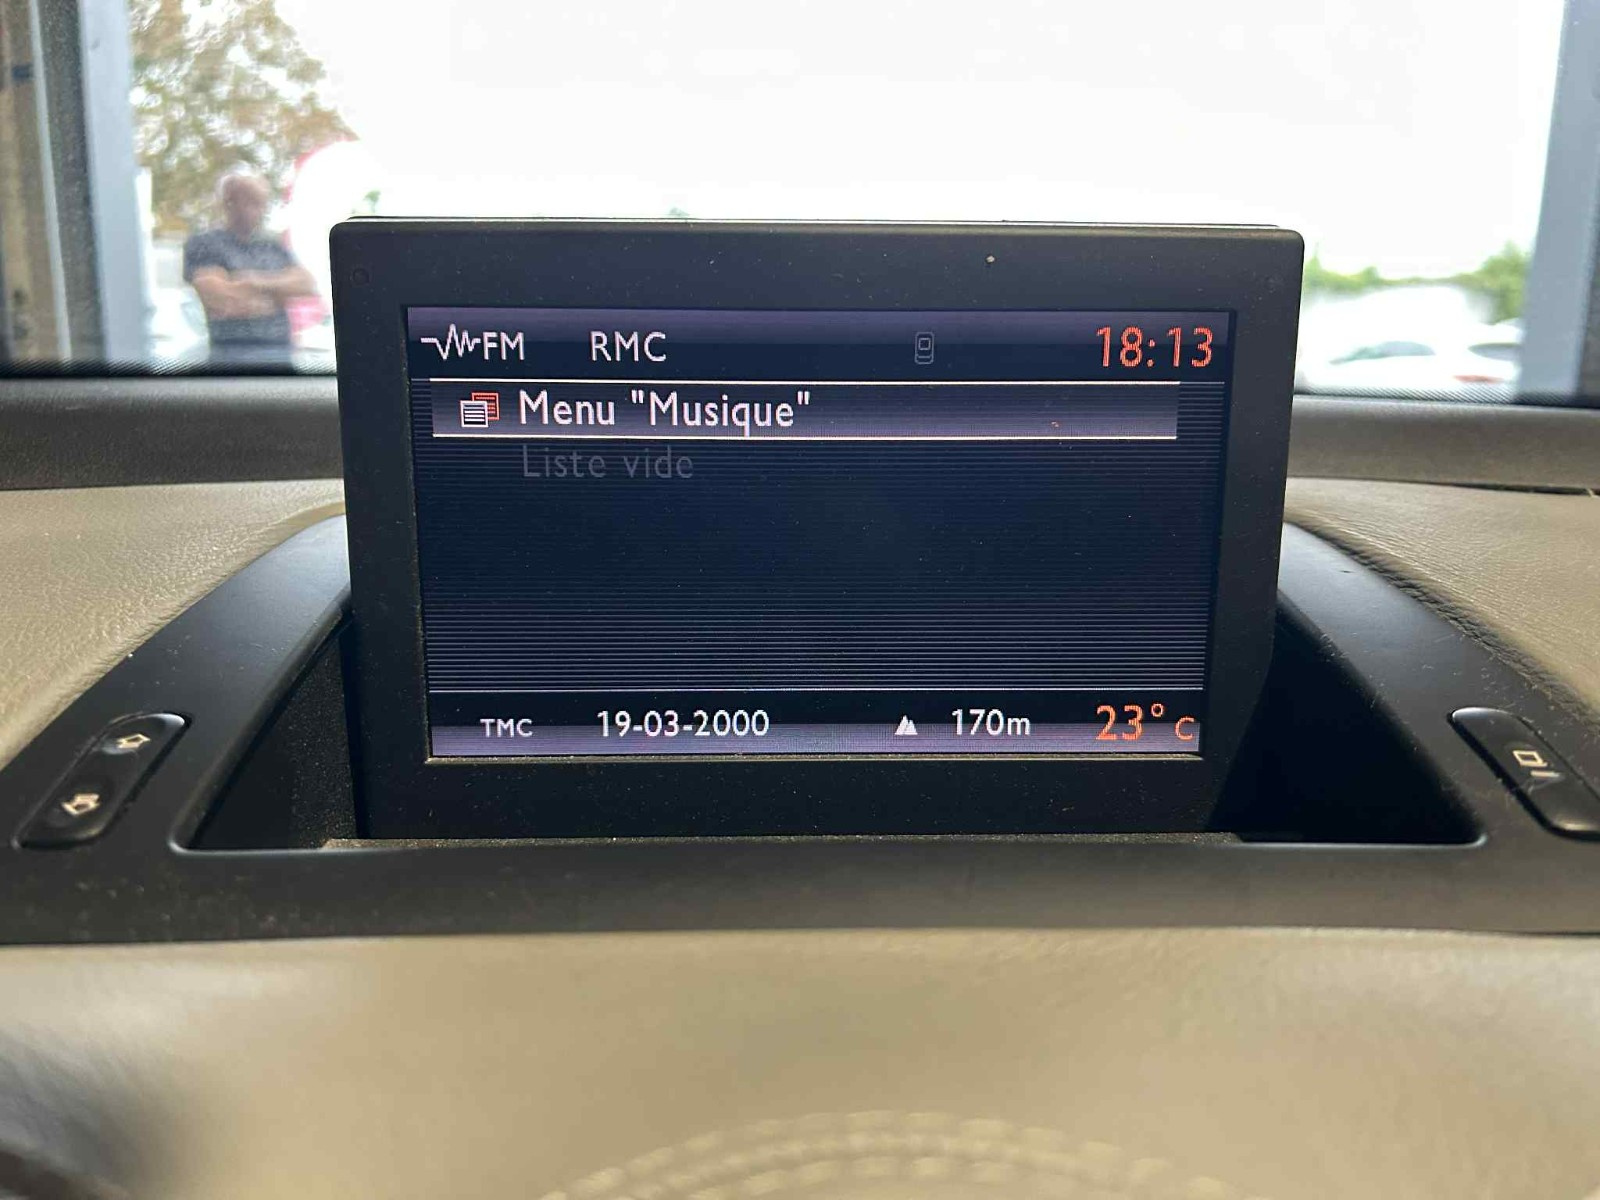 FM RMC 18:13
Menu "Musique"
Liste vide
TMC 19-03-2000 170m 23°C